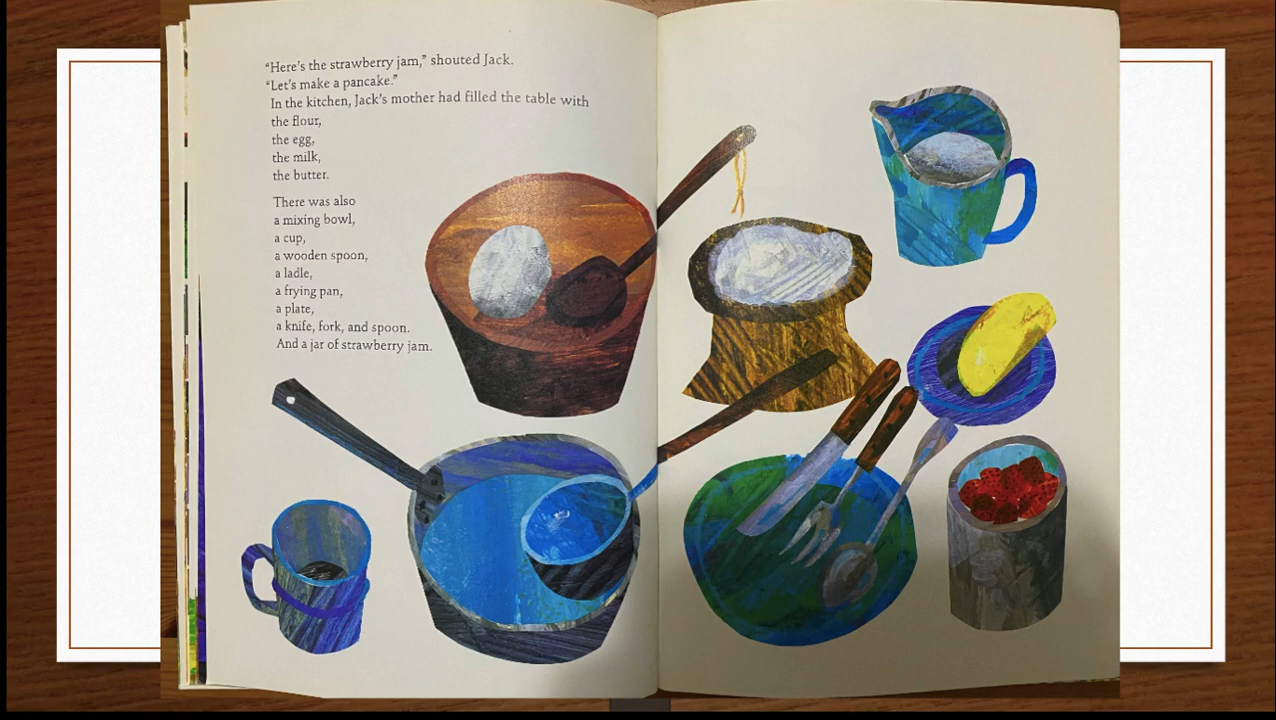 “Here’s the strawberry jam,” shouted Jack.
“Let’s make a pancake.”
In the kitchen, Jack’s mother had filled the table with
the flour,
the egg,
the milk,
the butter.
There was also
a mixing bowl,
a cup,
a wooden spoon,
a ladle,
a frying pan,
a plate,
a knife, fork, and spoon.
And a jar of strawberry jam.